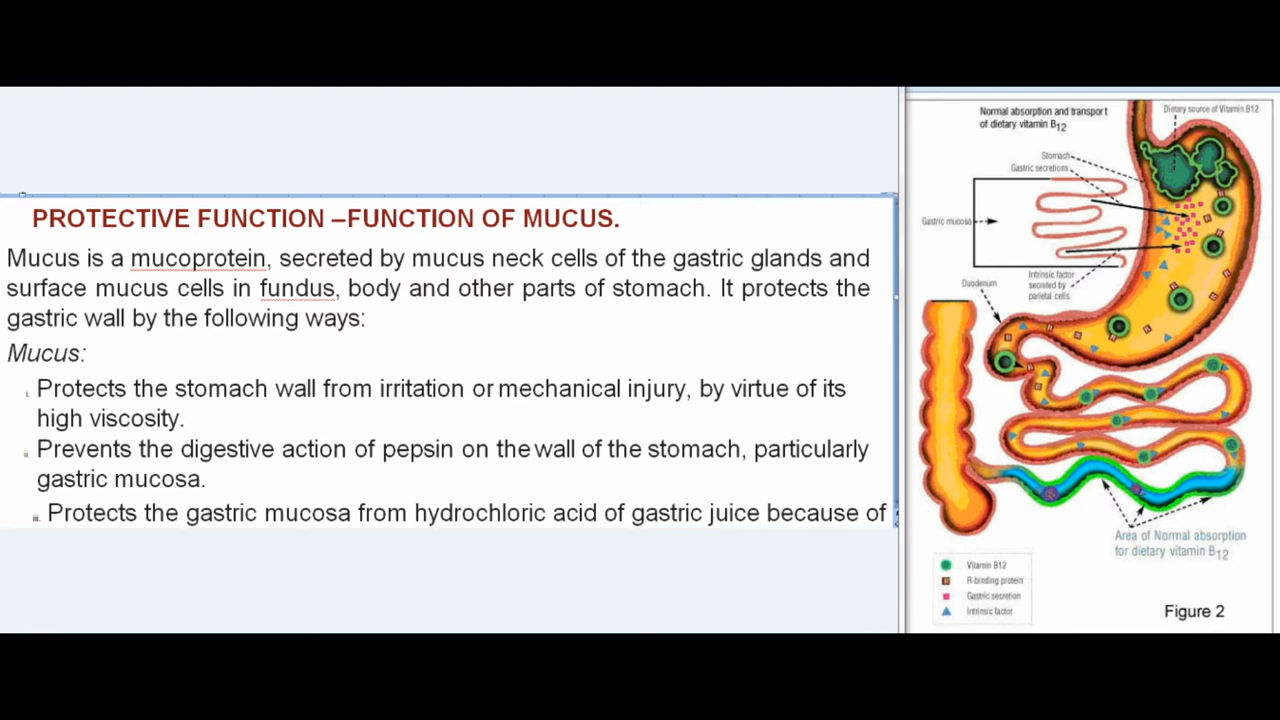 PROTECTIVE FUNCTION –FUNCTION OF MUCUS.
Mucus is a mucoprotein, secreted by mucus neck cells of the gastric glands and
surface mucus cells in fundus, body and other parts of stomach. It protects the
gastric wall by the following ways:
Mucus:
i. Protects the stomach wall from irritation or mechanical injury, by virtue of its
high viscosity.
ii. Prevents the digestive action of pepsin on the wall of the stomach, particularly
gastric mucosa.
iii. Protects the gastric mucosa from hydrochloric acid of gastric juice because of
Normal absorption and transport
of dietary vitamin B12
Dietary source of Vitamin B12
Stomach
Gastric secretions
Gastric mucosa
Intrinsic factor
secreted by
parietal cells
Duodenum
Area of Normal absorption
for dietary vitamin B12
Vitamin B12
R R-binding protein
Gastric secretion
Intrinsic factor
Figure 2